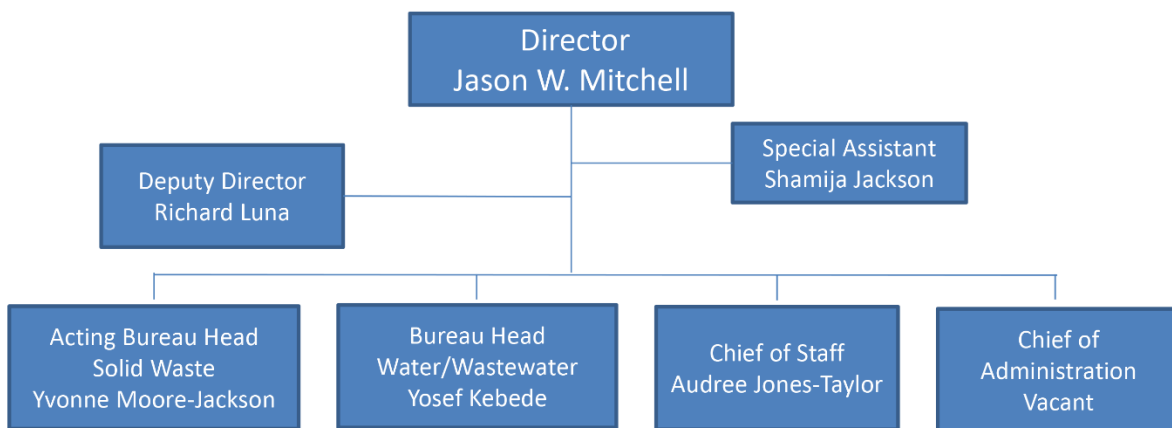 Director
Jason W. Mitchell
Special Assistant
Shamija Jackson
Deputy Director
Richard Luna
Acting Bureau Head
Solid Waste
Yvonne Moore-Jackson
Bureau Head
Water/Wastewater
Yosef Kebede
Chief of Staff
Audree Jones-Taylor
Chief of
Administration
Vacant